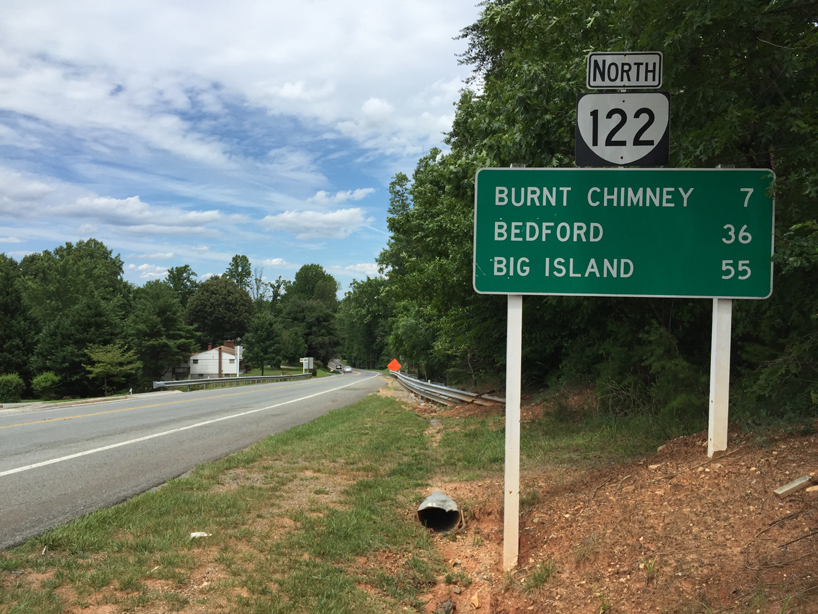 NORTH
122
BURNT CHIMNEY 7
BEDFORD 36
BIG ISLAND 55